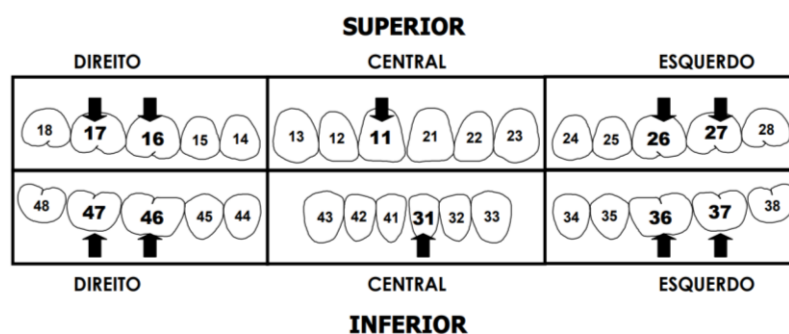 SUPERIOR
DIREITO CENTRAL ESQUERDO
18 17 16 15 14 13 12 11 21 22 23 24 25 26 27 28
48 47 46 45 44 43 42 41 31 32 33 34 35 36 37 38
DIREITO CENTRAL ESQUERDO
INFERIOR